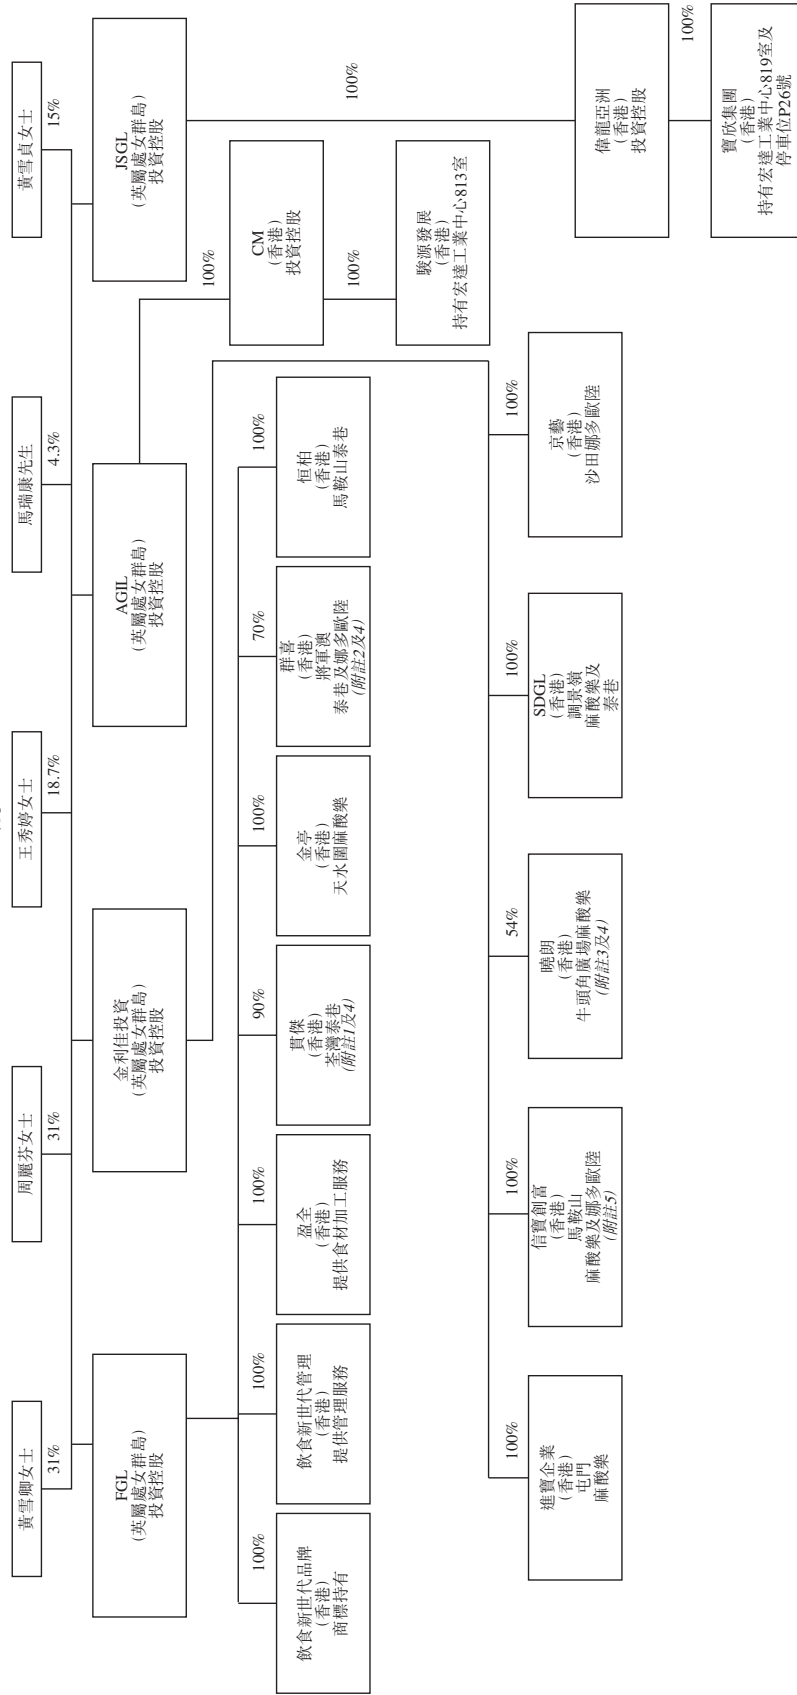 黃雪卿女士
31%
周麗芬女士
31%
王秀婷女士
18.7%
馬瑞康先生
4.3%
黃雪貞女士
15%
FGL
(英屬處女群島)
投資控股
金利佳投資
(英屬處女群島)
投資控股
AGIL
(英屬處女群島)
投資控股
JSGL
(英屬處女群島)
投資控股
100%
100%
100%
90%
100%
70%
100%
飲食新世代品牌
(香港)
商標持有
飲食新世代管理
(香港)
提供管理服務
盈全
(香港)
提供食材加工服務
貫傑
(香港)
荃灣泰巷
(附註1及4)
金亭
(香港)
天水圍麻酸樂
群喜
(香港)
將軍澳
泰巷及娜多歐陸
(附註2及4)
恒柏
(香港)
馬鞍山泰巷
100%
CM
(香港)
投資控股
100%
駿源發展
(香港)
持有宏達工業中心813室
100%
100%
54%
100%
100%
進寶企業
(香港)
屯門
麻酸樂
信寶創富
(香港)
馬鞍山
麻酸樂及娜多歐陸
(附註5)
曉朗
(香港)
牛頭角廣場麻酸樂
(附註3及4)
SDGL
(香港)
調景嶺
麻酸樂及
泰巷
京藝
(香港)
沙田娜多歐陸
100%
偉龍亞洲
(香港)
投資控股
100%
寶欣集團
(香港)
持有宏達工業中心819室及
停車位P26號